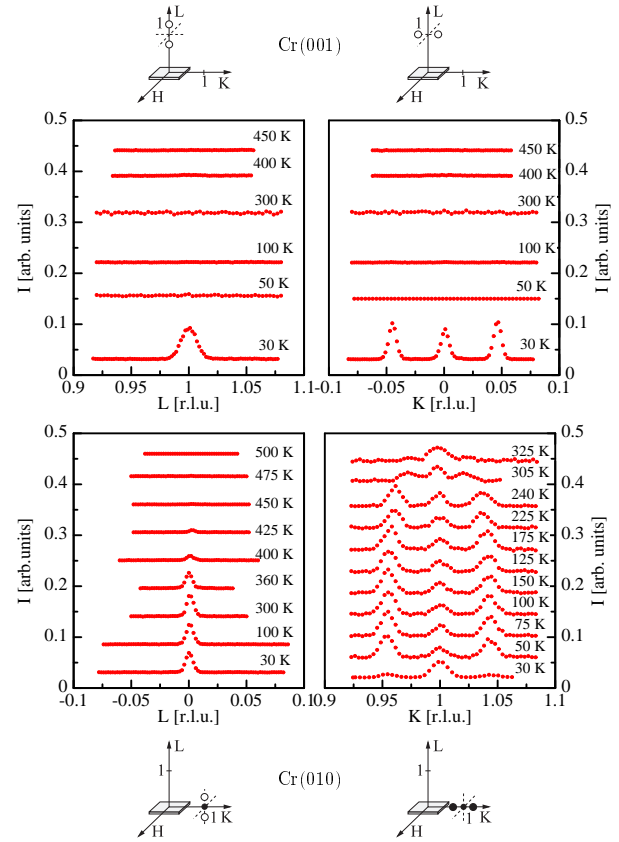 L
1
Cr(001)
H
1
K
L
1
H
1
K
0.5
0.4
0.3
0.2
0.1
0
I [arb. units]
450 K
400 K
300 K
100 K
50 K
30 K
0.9
0.95
1
1.05
1.1
L [r.l.u.]
450 K
400 K
300 K
100 K
50 K
30 K
-0.1
-0.05
0
0.05
0.1
K [r.l.u.]
0.5
0.4
0.3
0.2
0.1
0
I [arb. units]
0.5
0.4
0.3
0.2
0.1
0
I [arb.units]
500 K
475 K
450 K
425 K
400 K
360 K
300 K
100 K
30 K
-0.1
-0.05
0
0.05
0.1
L [r.l.u.]
325 K
305 K
240 K
225 K
175 K
125 K
150 K
100 K
75 K
50 K
30 K
0.9
0.95
1
1.05
1.1
K [r.l.u.]
0.5
0.4
0.3
0.2
0.1
0
I [arb. units]
L
1
Cr(010)
H
1 K
L
1
H
1 K